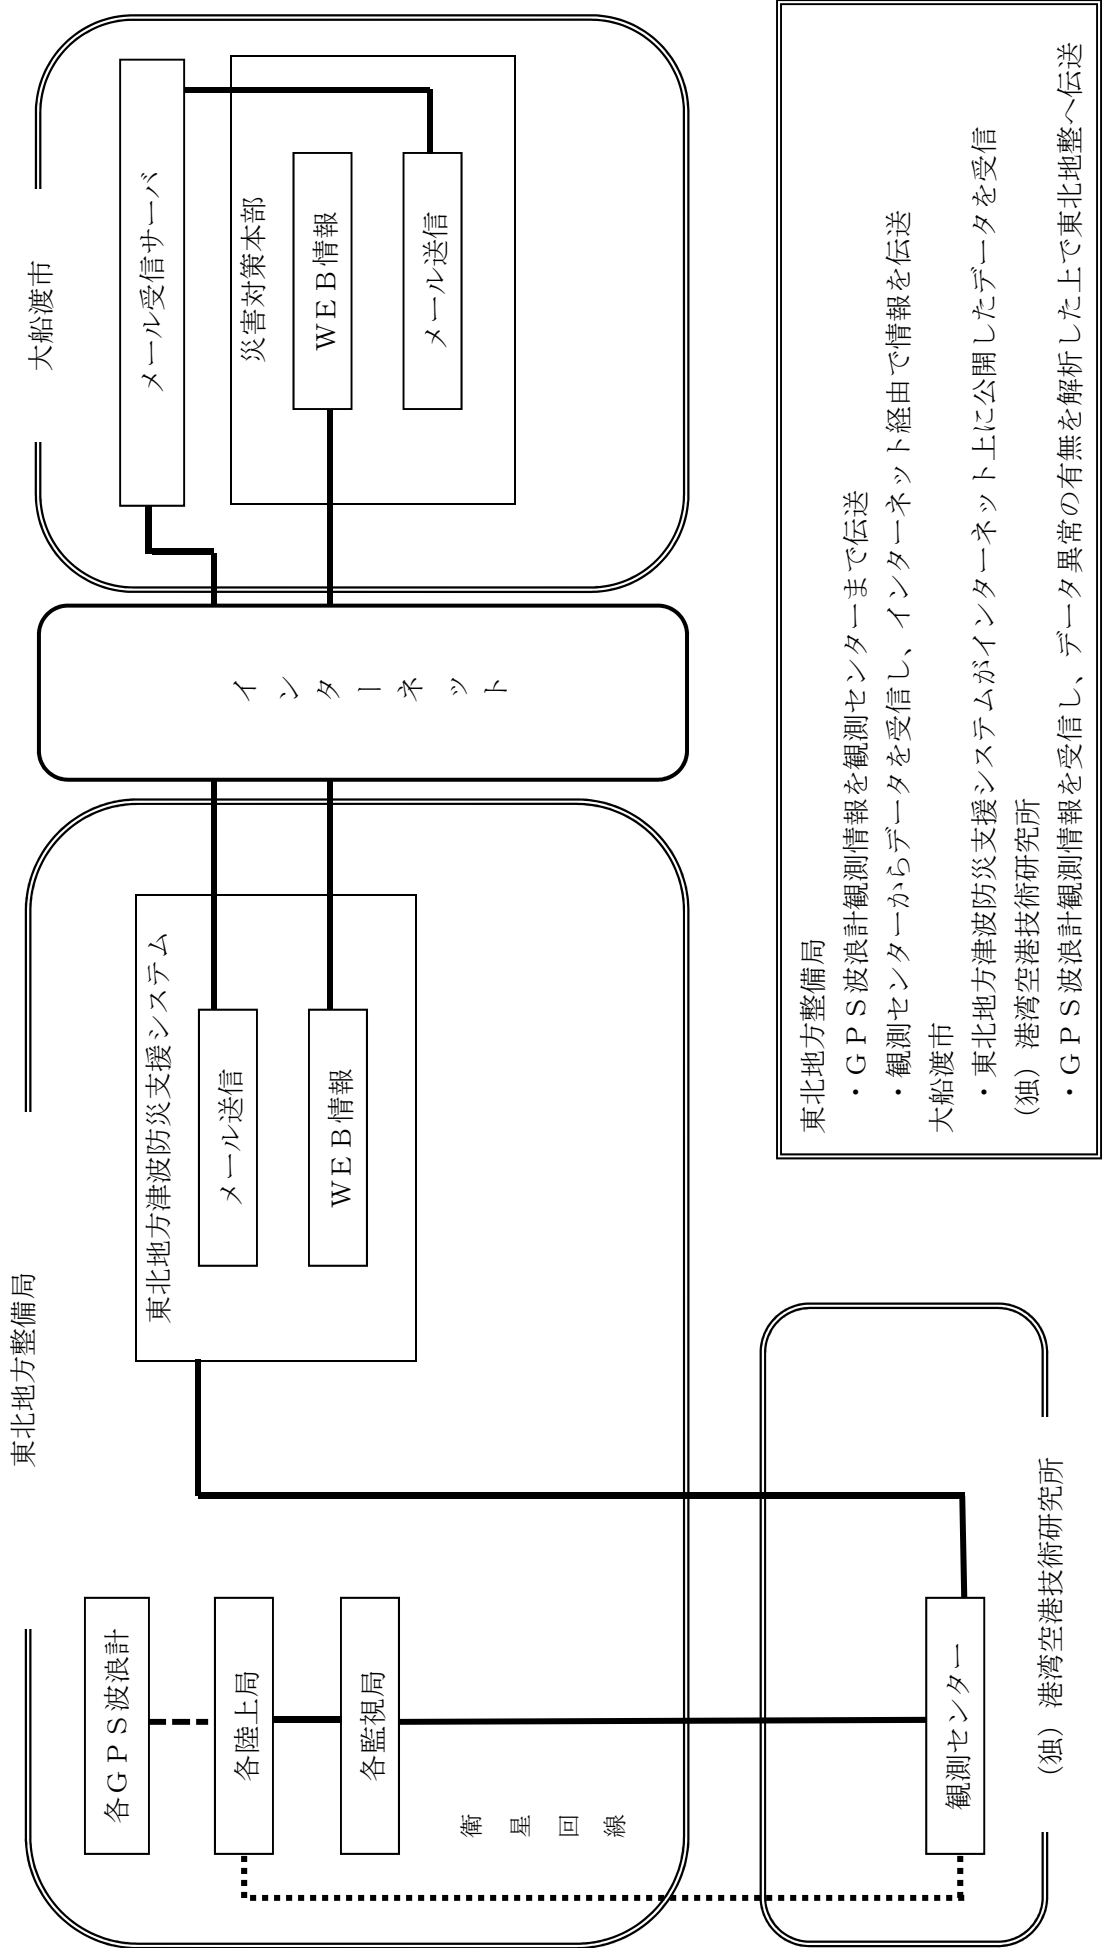 東北地方整備局
各ＧＰＳ波浪計
各陸上局
各監視局
衛星回線
東北地方津波防災支援システム
メール送信
ＷＥＢ情報
インターネット
大船渡市
メール受信サーバ
災害対策本部
ＷＥＢ情報
メール送信
観測センター
（独）港湾空港技術研究所
東北地方整備局
・ＧＰＳ波浪計観測情報を観測センターまで伝送
・観測センターからデータを受信し、インターネット経由で情報を伝送
大船渡市
・東北地方津波防災支援システムがインターネット上に公開したデータを受信
（独）港湾空港技術研究所
・ＧＰＳ波浪計観測情報を受信し、データ異常の有無を解析した上で東北地整へ伝送